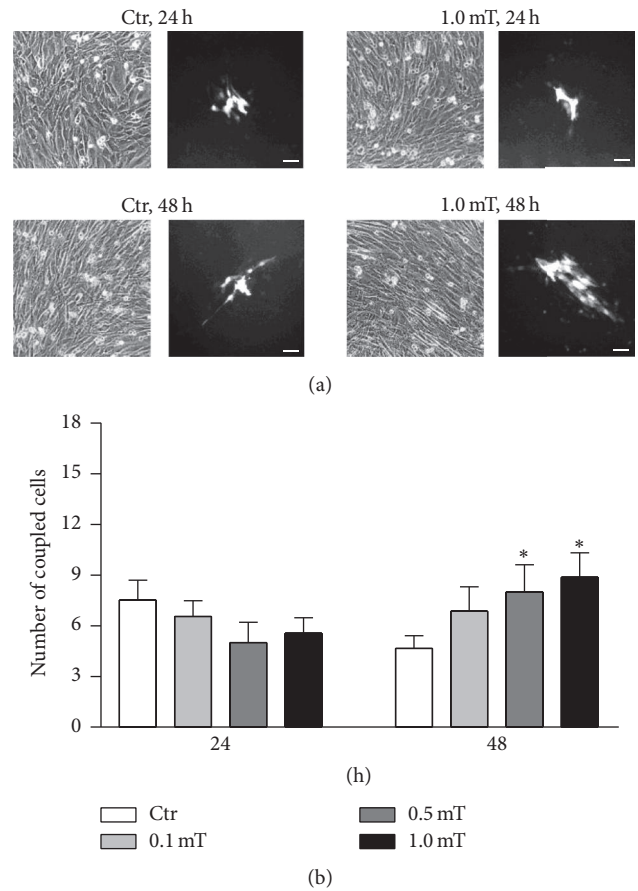 Ctr, 24 h
1.0 mT, 24 h
Ctr, 48 h
1.0 mT, 48 h
(a)
18
15
12
9
6
3
0
Number of coupled cells
* *
24 48
(h)
Ctr
0.1 mT
0.5 mT
1.0 mT
(b)